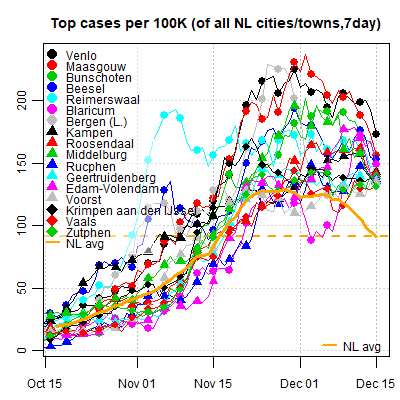 Top cases per 100K (of all NL cities/towns,7day)
Venlo
Maasgouw
Bunschoten
Beesel
Reimerswaal
Blaricum
Bergen (L.)
Kampen
Roosendaal
Middelburg
Rucphen
Geertruidenberg
Edam-Volendam
Voorst
Krimpen aan den IJssel
Vaals
Zutphen
NL avg
NL avg
200
150
100
50
0
Oct 15 Nov 01 Nov 15 Dec 01 Dec 15